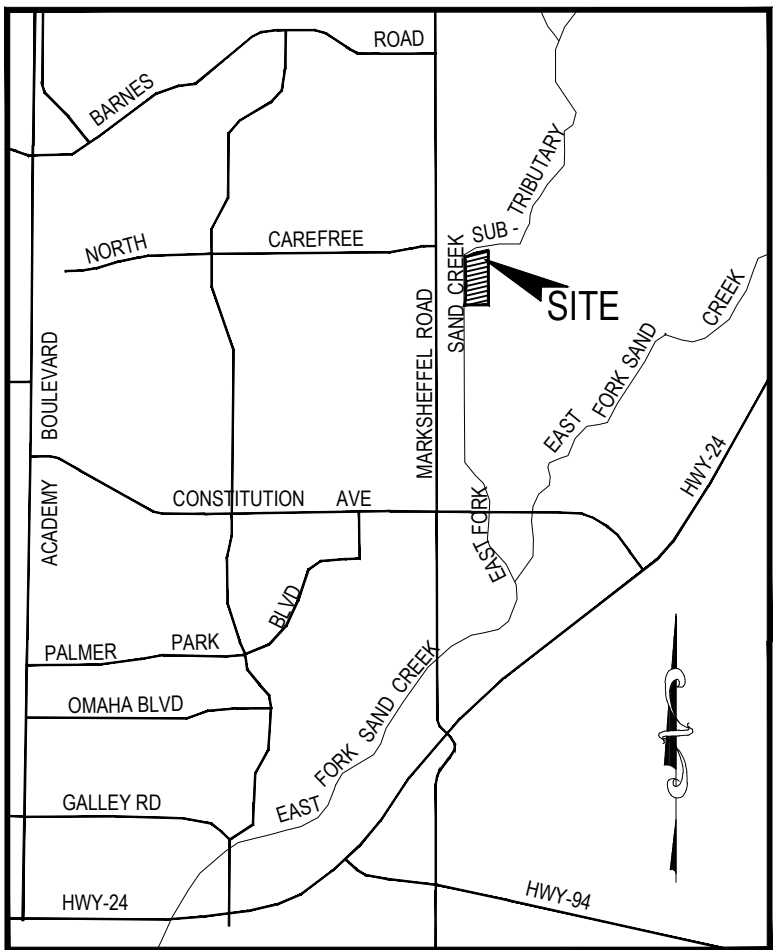 ROAD
BARNES
TRIBUTARY
SUB -
NORTH CAREFREE
SAND CREEK
SITE
MARKSHEFFEL ROAD
EAST FORK SAND CREEK
BOULEVARD
ACADEMY
HWY-24
CONSTITUTION AVE
EAST FORK
BLVD
PALMER PARK
OMAHA BLVD
EAST FORK SAND CREEK
GALLEY RD
HWY-24
HWY-94